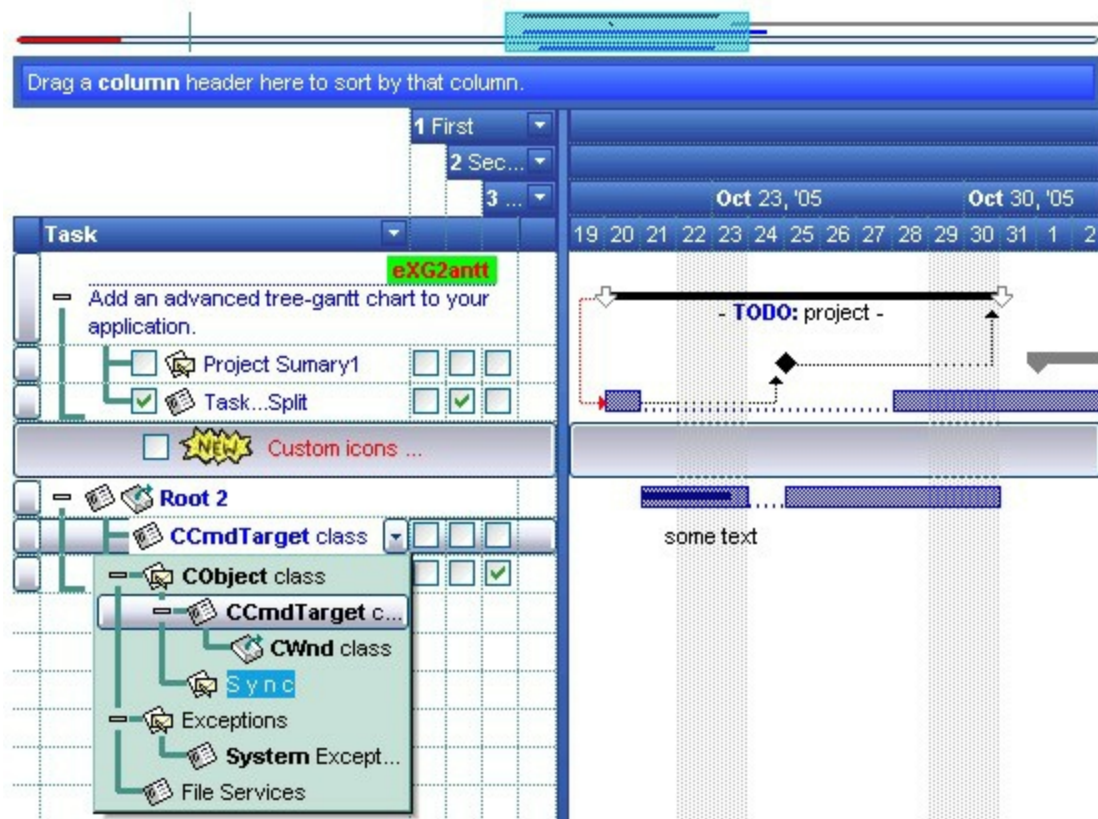 Drag a column header here to sort by that column.
1 First
2 Sec...
3 ...
Oct 23, '05 Oct 30, '05
Task
19 20 21 22 23 24 25 26 27 28 29 30 31 1 2
eXG2antt
Add an advanced tree-gantt chart to your
application.
- TODO: project -
Project Sumary1
Task...Split
NEW Custom icons ...
Root 2
CCmdTarget class
some text
CObject class
CCmdTarget c...
CWnd class
Sync
Exceptions
System Except...
File Services